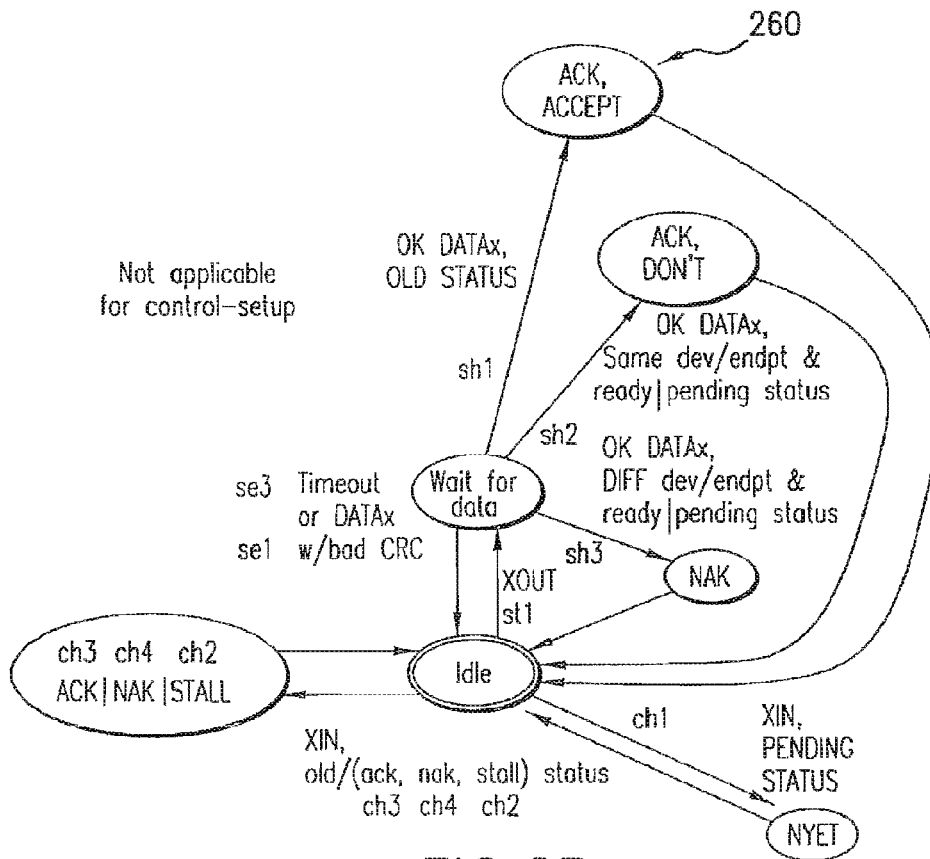 260
ACK,
ACCEPT
OK DATAx,
OLD STATUS
Not applicable
for control-setup
ACK,
DON'T
OK DATAx,
Same dev/endpt &
ready|pending status
sh1
sh2
OK DATAx,
DIFF dev/endpt &
ready|pending status
Wait for
data
se3 Timeout
or DATAx
se1 w/bad CRC
sh3
NAK
XOUT
st1
ch3 ch4 ch2
ACK|NAK|STALL
Idle
XIN,
old/(ack, nak, stall) status
ch3 ch4 ch2
ch1
XIN,
PENDING
STATUS
NYET